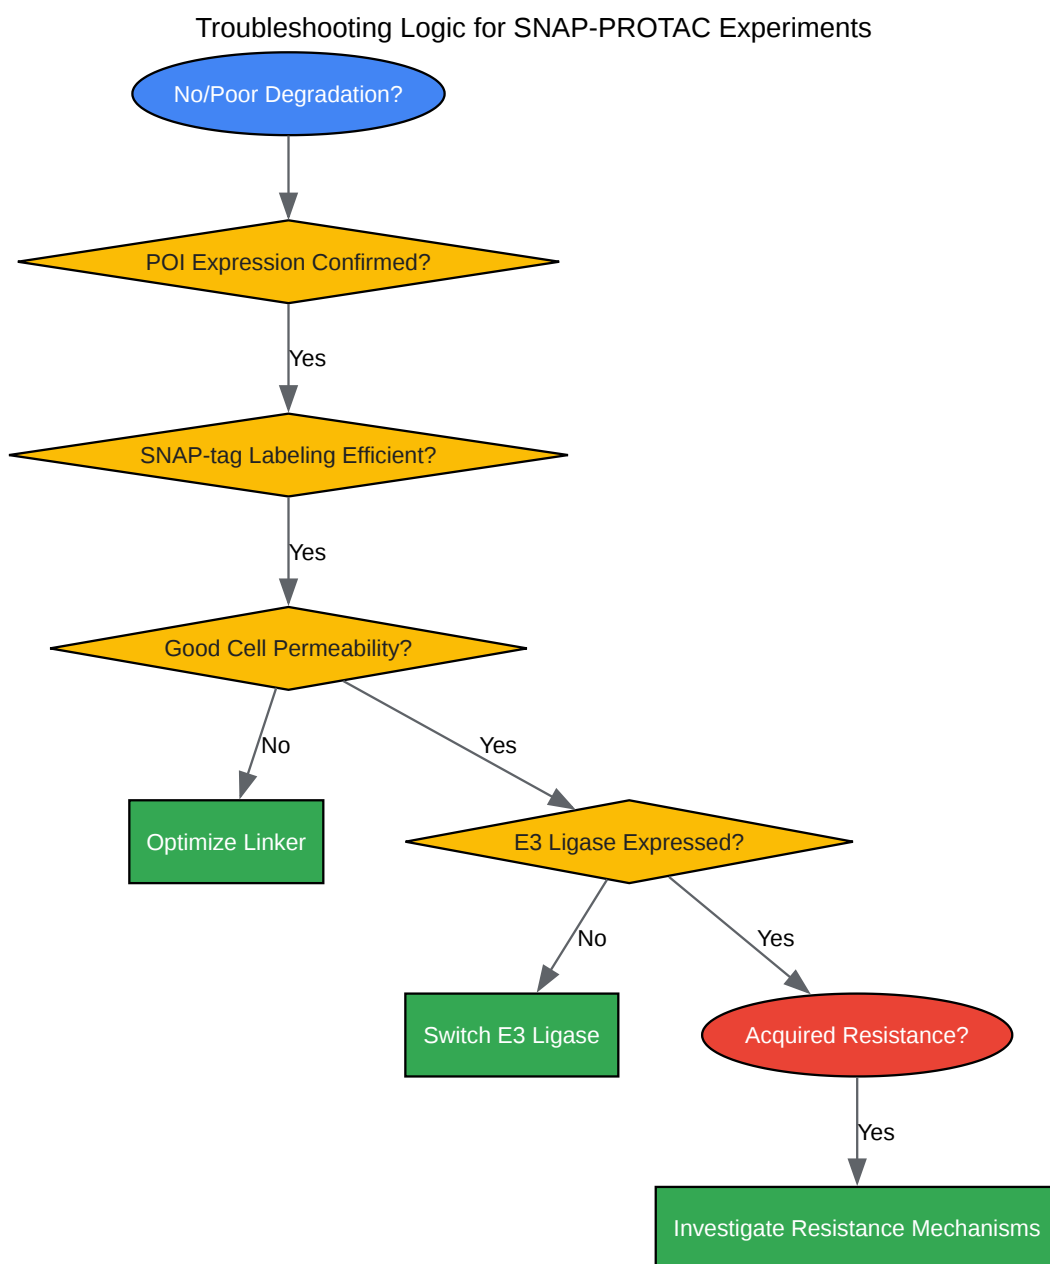 Troubleshooting Logic for SNAP-PROTAC Experiments
No/Poor Degradation?
POI Expression Confirmed?
Yes
SNAP-tag Labeling Efficient?
Yes
Good Cell Permeability?
No
Yes
Optimize Linker
E3 Ligase Expressed?
No
Yes
Switch E3 Ligase
Acquired Resistance?
Yes
Investigate Resistance Mechanisms